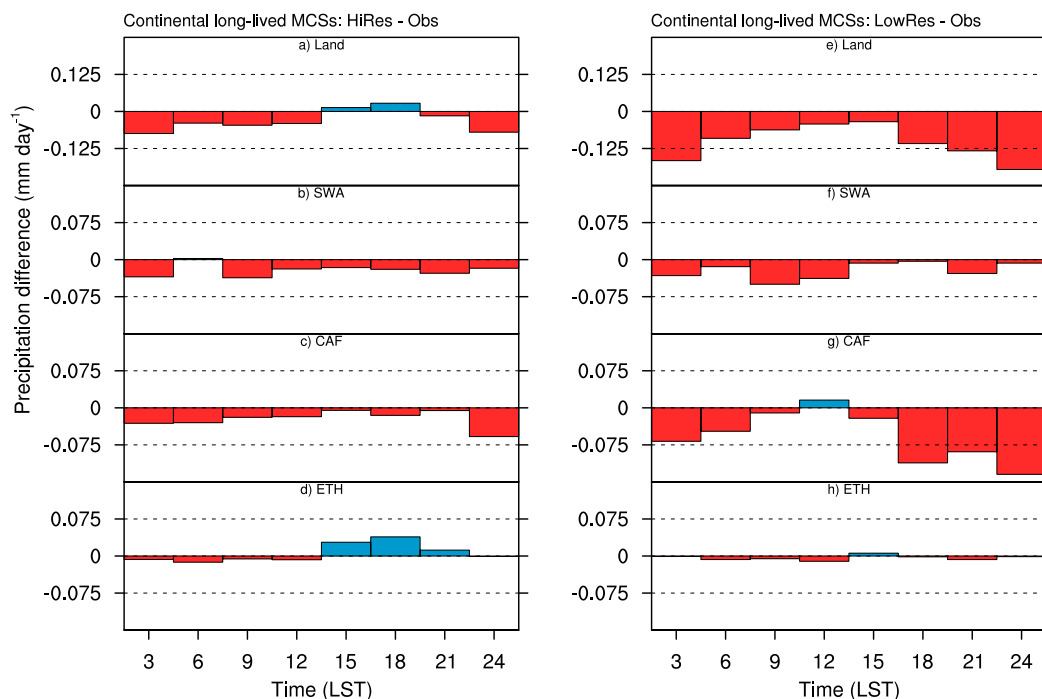 Continental long-lived MCSs: HiRes - Obs
Continental long-lived MCSs: LowRes - Obs
Precipitation difference (mm day-1)
a) Land
0.125
0
-0.125
b) SWA
0.075
0
-0.075
c) CAF
0.075
0
-0.075
d) ETH
0.075
0
-0.075
3 6 9 12 15 18 21 24
Time (LST)
e) Land
0.125
0
-0.125
f) SWA
0.075
0
-0.075
g) CAF
0.075
0
-0.075
h) ETH
0.075
0
-0.075
3 6 9 12 15 18 21 24
Time (LST)